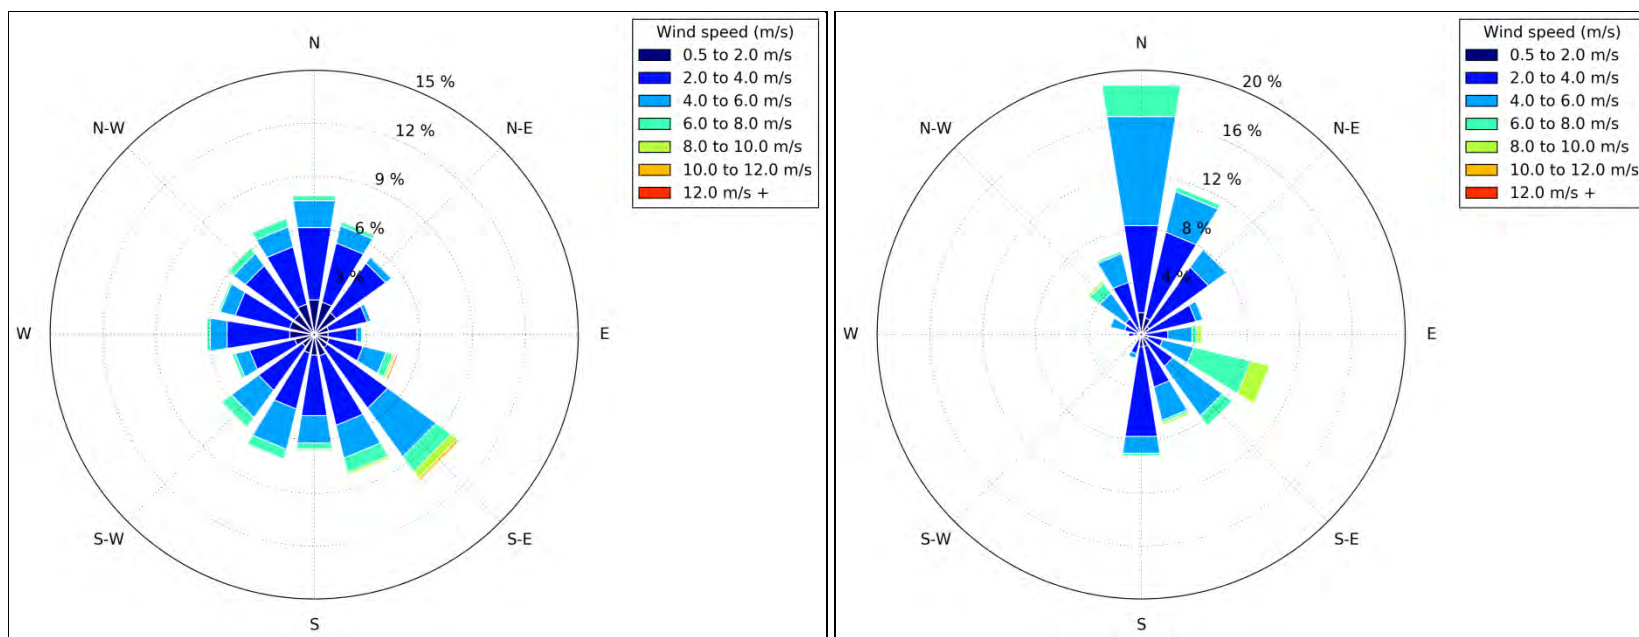 N
15 %
12 %
9 %
6 %
3 %
N-W
N-E
W
E
S-W
S-E
S
Wind speed (m/s)
0.5 to 2.0 m/s
2.0 to 4.0 m/s
4.0 to 6.0 m/s
6.0 to 8.0 m/s
8.0 to 10.0 m/s
10.0 to 12.0 m/s
12.0 m/s +
N
20 %
16 %
12 %
8 %
4 %
N-W
N-E
W
E
S-W
S-E
S
Wind speed (m/s)
0.5 to 2.0 m/s
2.0 to 4.0 m/s
4.0 to 6.0 m/s
6.0 to 8.0 m/s
8.0 to 10.0 m/s
10.0 to 12.0 m/s
12.0 m/s +